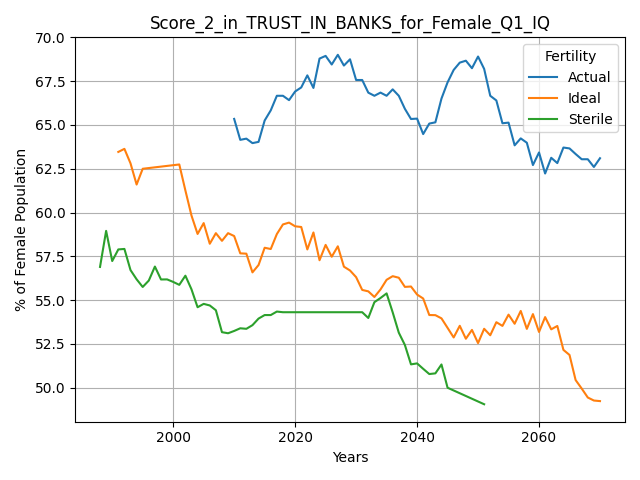 Score_2_in_TRUST_IN_BANKS_for_Female_Q1_IQ
Fertility
Actual
Ideal
Sterile
% of Female Population
70.0
67.5
65.0
62.5
60.0
57.5
55.0
52.5
50.0
2000
2020
2040
2060
Years